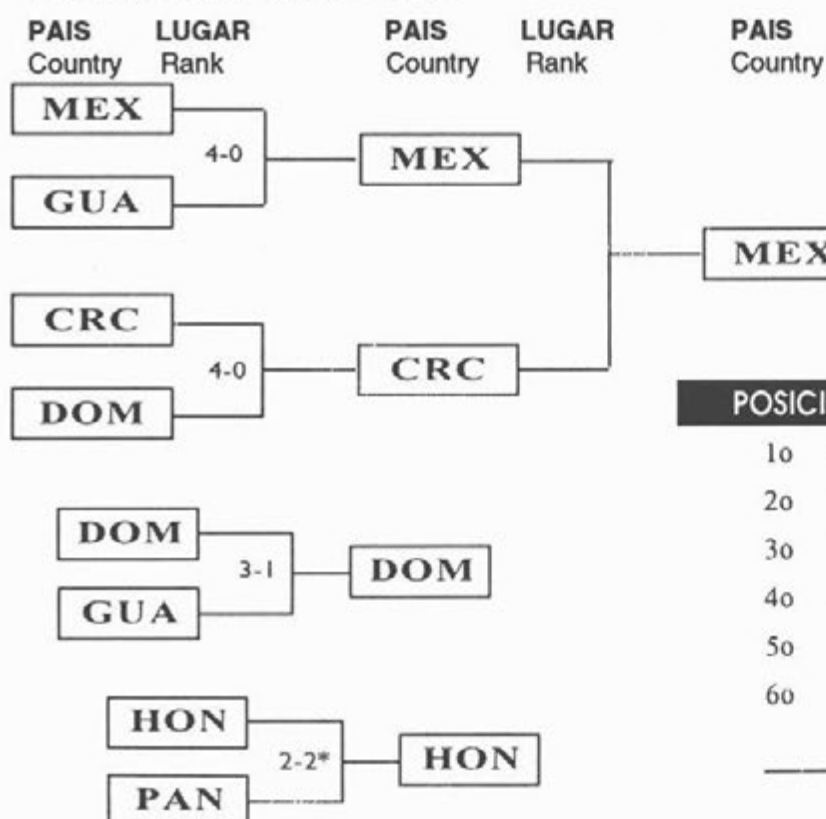 PAIS LUGAR PAIS LUGAR PAIS
Country Rank Country Rank Country
MEX
4-0
MEX
GUA
MEX
CRC
4-0
CRC
DOM
POSICI
1o
2o
DOM
3-1
DOM
3o
GUA
4o
5o
6o
HON
2-2*
HON
PAN